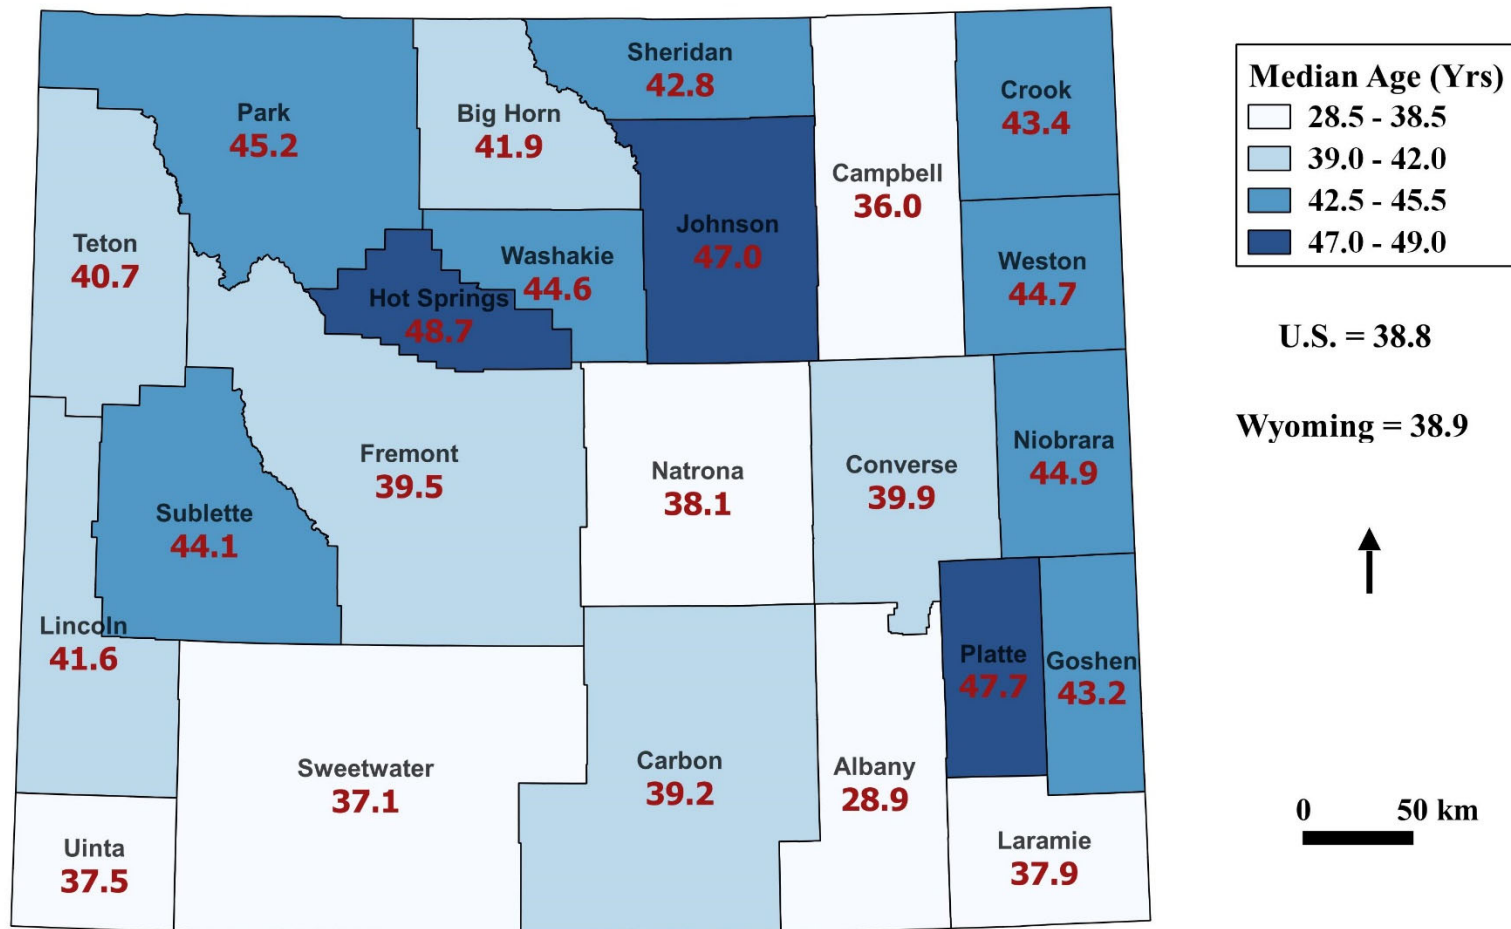 Sheridan
42.8
Crook
43.4
Park
45.2
Big Horn
41.9
Campbell
36.0
Teton
40.7
Johnson
47.0
Washakie
44.6
Weston
44.7
Hot Springs
48.7
Fremont
39.5
Natrona
38.1
Converse
39.9
Niobrara
44.9
Sublette
44.1
Lincoln
41.6
Platte
47.7
Goshen
43.2
Sweetwater
37.1
Carbon
39.2
Albany
28.9
Uinta
37.5
Laramie
37.9
Median Age (Yrs)
28.5 - 38.5
39.0 - 42.0
42.5 - 45.5
47.0 - 49.0
U.S. = 38.8
Wyoming = 38.9
0 50 km